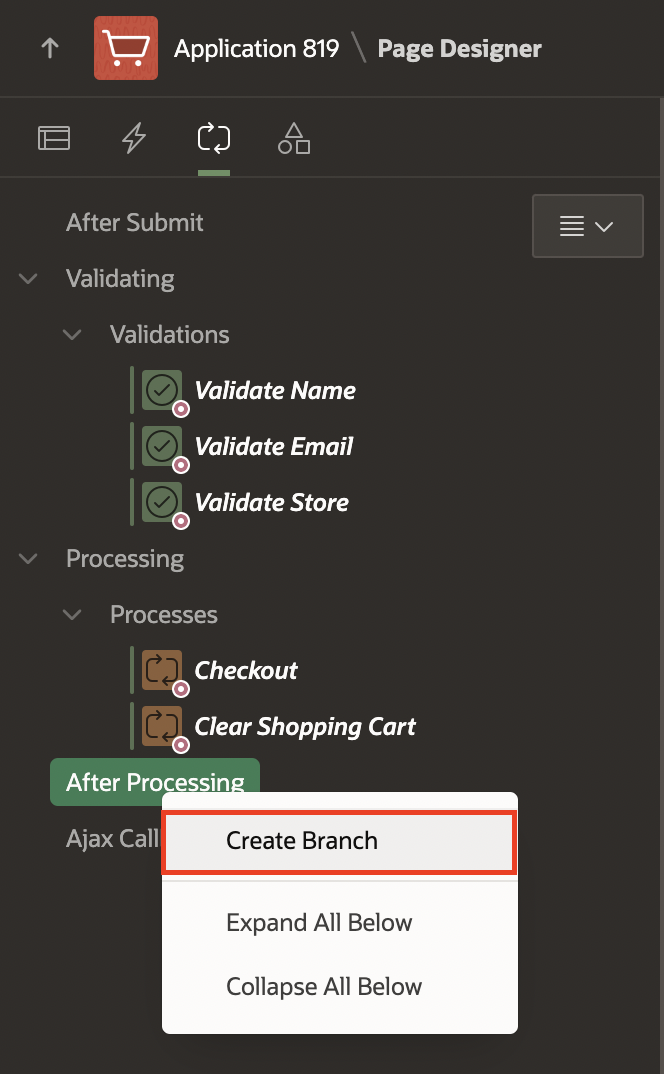 Application 819 \ Page Designer
After Submit
Validating
Validations
Validate Name
Validate Email
Validate Store
Processing
Processes
Checkout
Clear Shopping Cart
After Processing
Create Branch
Ajax Call
Expand All Below
Collapse All Below